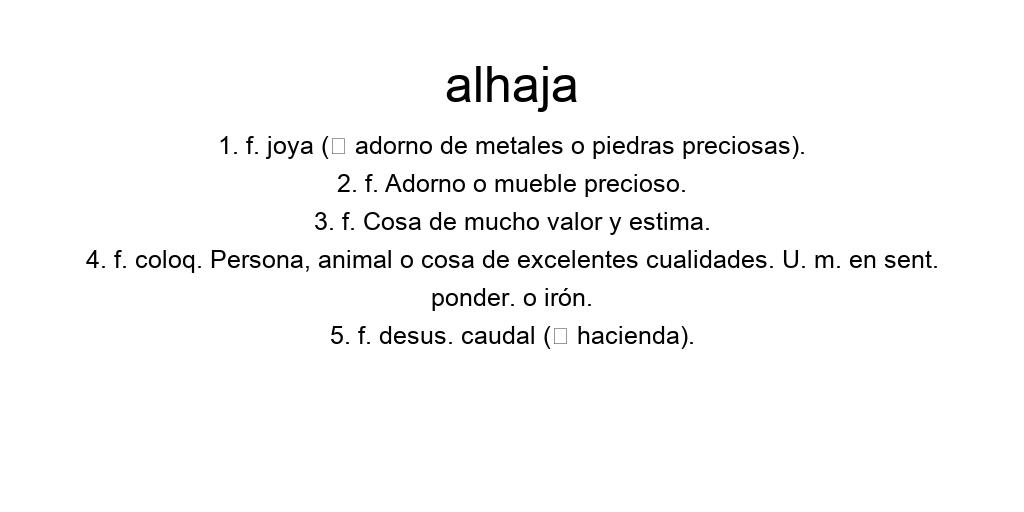 alhaja
1. f. joya (▯ adorno de metales o piedras preciosas).
2. f. Adorno o mueble precioso.
3. f. Cosa de mucho valor y estima.
4. f. coloq. Persona, animal o cosa de excelentes cualidades. U. m. en sent.
ponder. o irón.
5. f. desus. caudal (▯ hacienda).